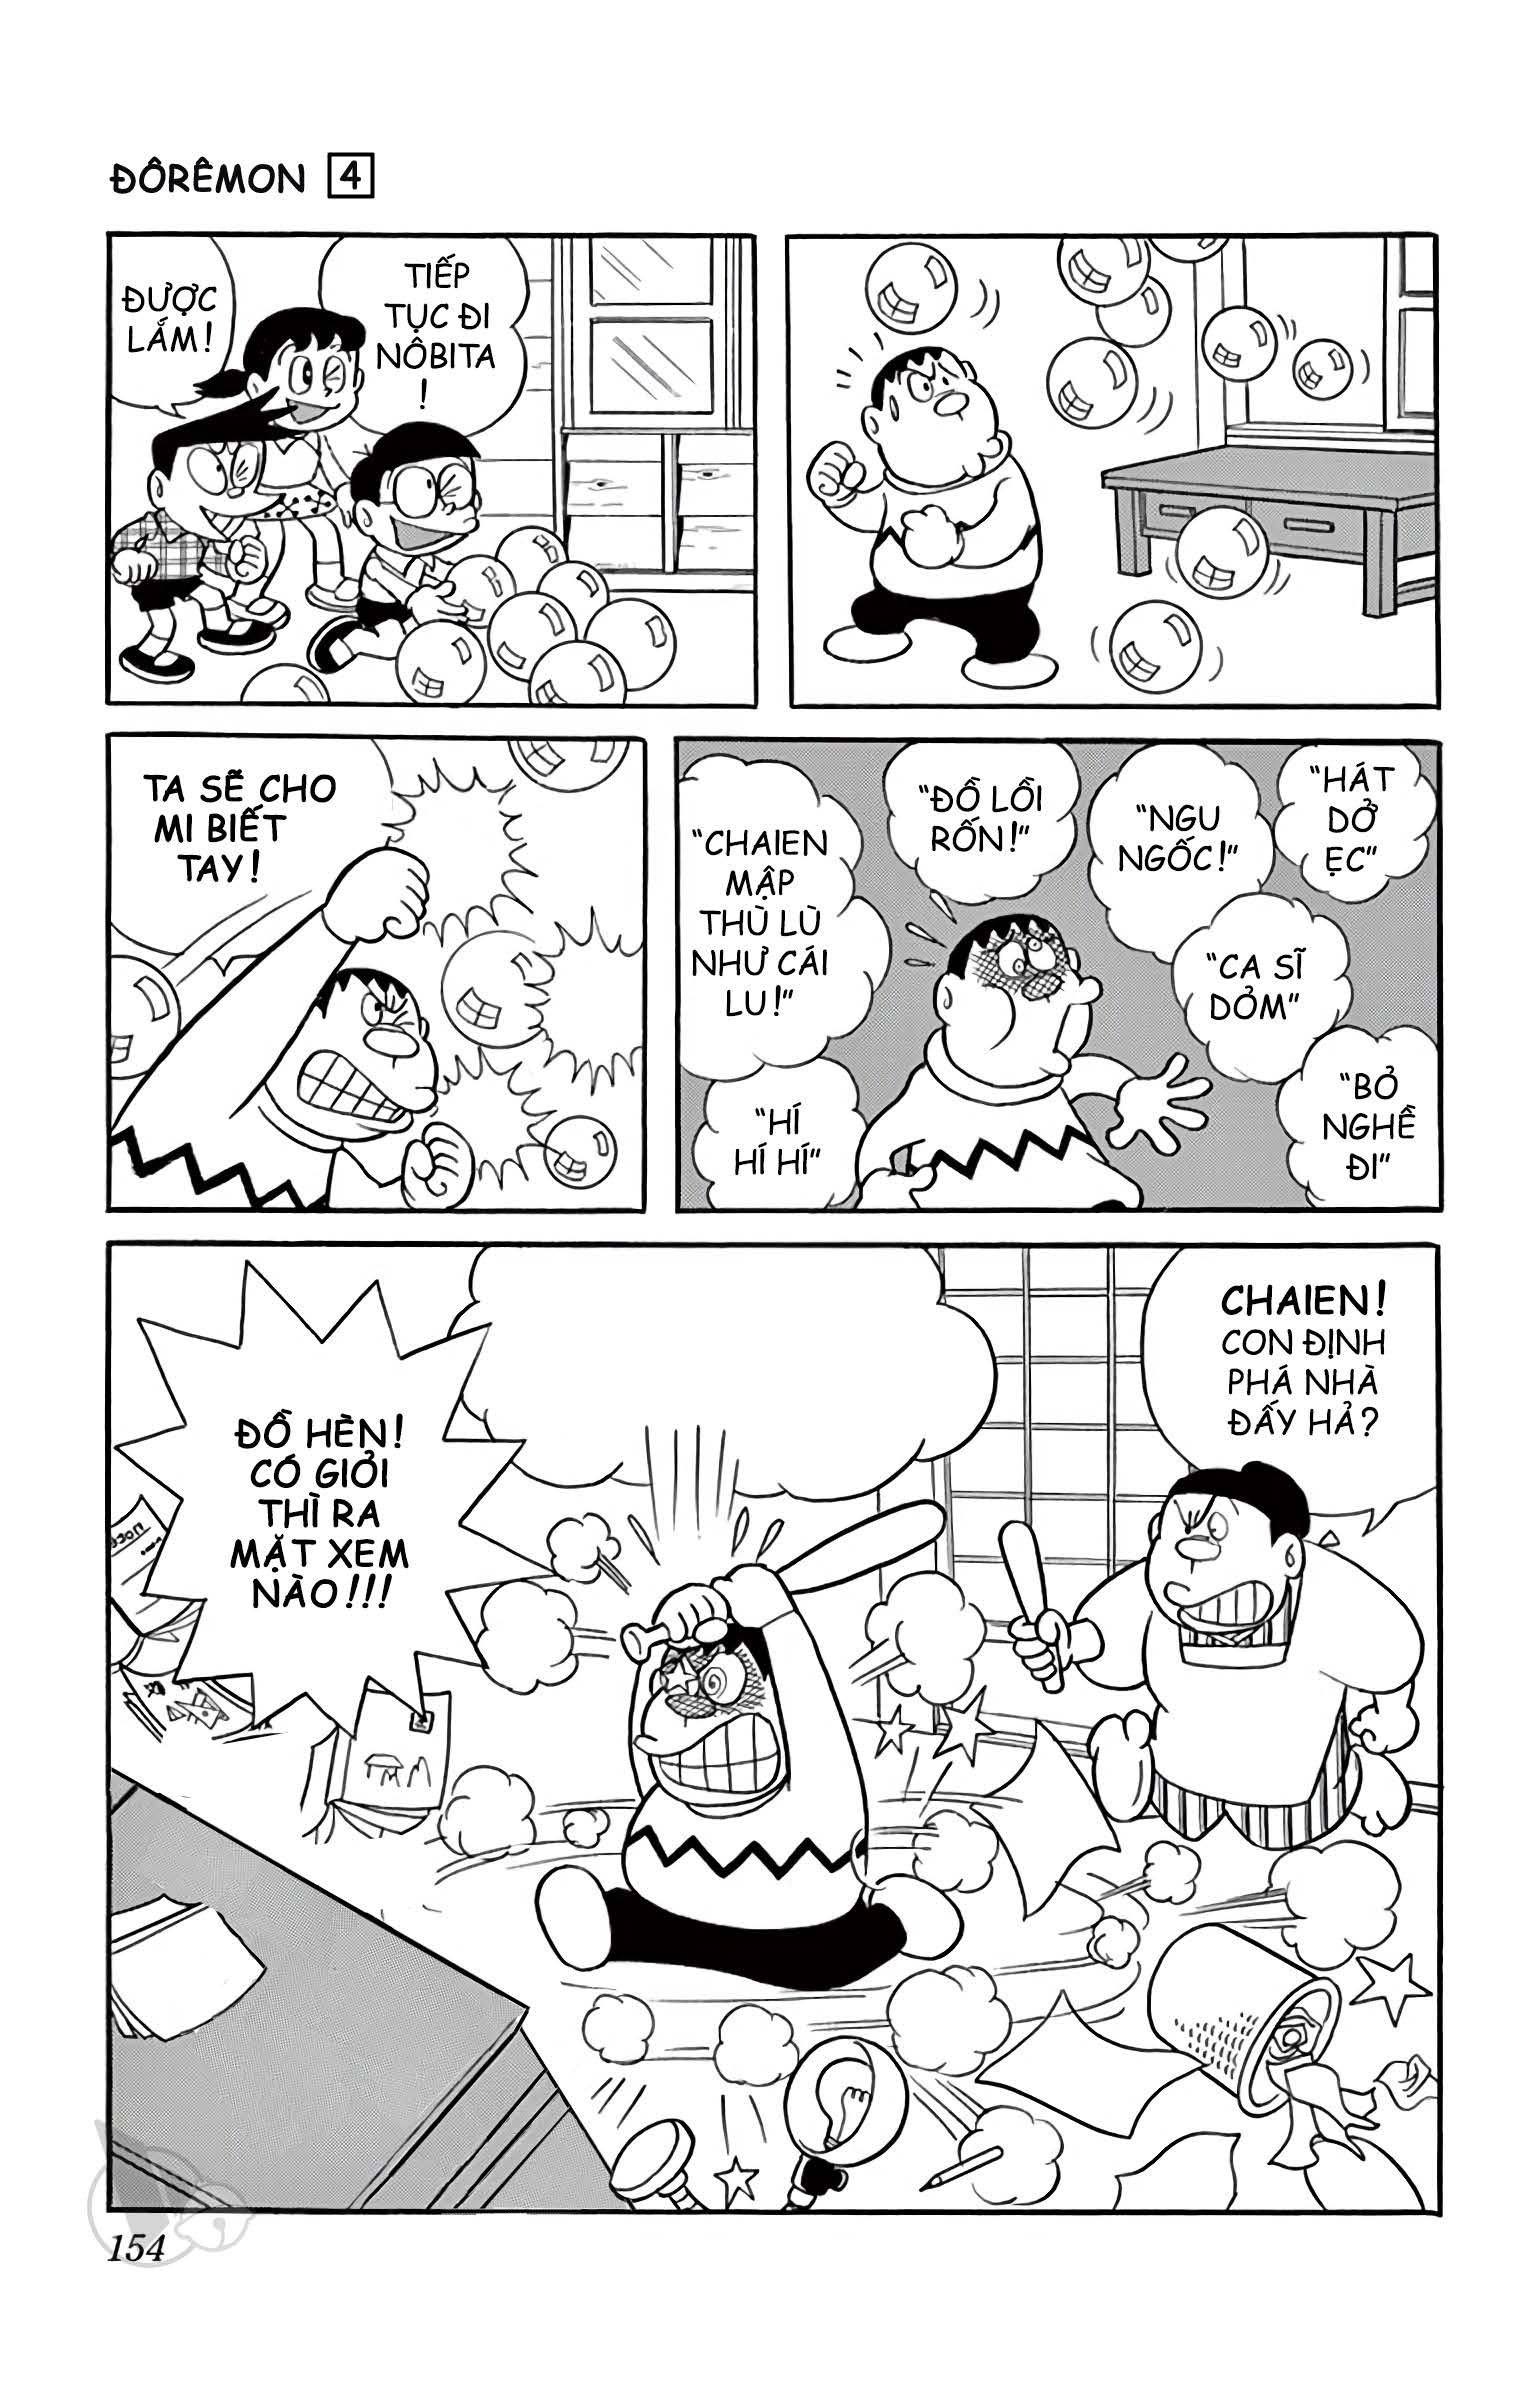 ĐÔRÊMON 4
ĐƯỢC
LẮM!
TIẾP
TỤC ĐI
NÔBITA
!
TA SẼ CHO
MI BIẾT
TAY!
"CHAIEN
MẬP
THÙ LÙ
NHƯ CÁI
LU!"
"ĐỒ LỒI
RỐN!"
"NGU
NGỐC!"
"HÁT
DỞ
ẸC"
"CA SĨ
DỎM"
"HÍ
HÍ HÍ"
"BỎ
NGHỀ
ĐI"
ĐỒ HÈN!
CÓ GIỎI
THÌ RA
MẶT XEM
NÀO!!!
CHAIEN!
CON ĐỊNH
PHÁ NHÀ
ĐẤY HẢ?
154